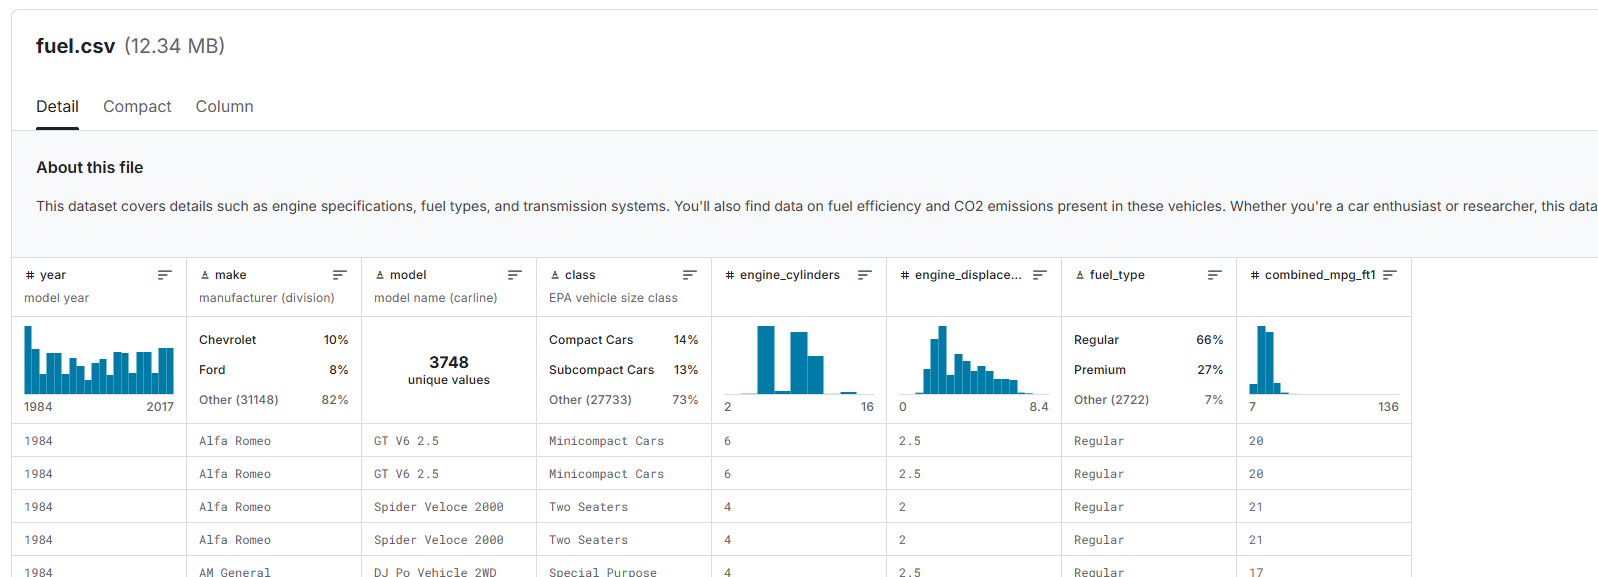 fuel.csv (12.34 MB)
Detail Compact Column
About this file
This dataset covers details such as engine specifications, fuel types, and transmission systems. You'll also find data on fuel efficiency and CO2 emissions present in these vehicles. Whether you're a car enthusiast or researcher, this data
# year make model class # engine_cylinders # engine_displace... fuel_type # combined_mpg_ft1
model year manufacturer (division) model name (carline) EPA vehicle size class
Chevrolet 10% Compact Cars 14% Regular 66%
3748
Ford 8% Subcompact Cars 13% Premium 27%
unique values
Other (31148) 82% Other (27733) 73% Other (2722) 7%
1984 2017 2 16 0 8.4 7 136
1984 Alfa Romeo GT V6 2.5 Minicompact Cars 6 2.5 Regular 20
1984 Alfa Romeo GT V6 2.5 Minicompact Cars 6 2.5 Regular 20
1984 Alfa Romeo Spider Veloce 2000 Two Seaters 4 2 Regular 21
1984 Alfa Romeo Spider Veloce 2000 Two Seaters 4 2 Regular 21
1984 AM General DJ Po Vehicle 2WD Special Purpose 4 2.5 Regular 17